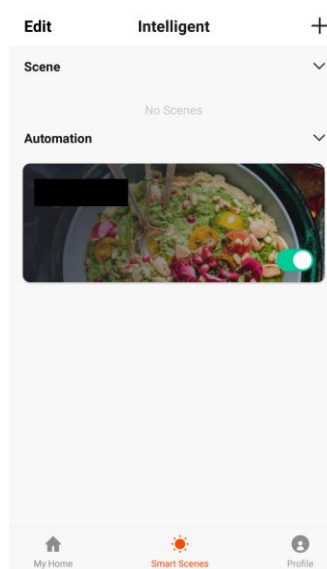 Edit Intelligent +
Scene
No Scenes
Automation
My Home Smart Scenes Profile